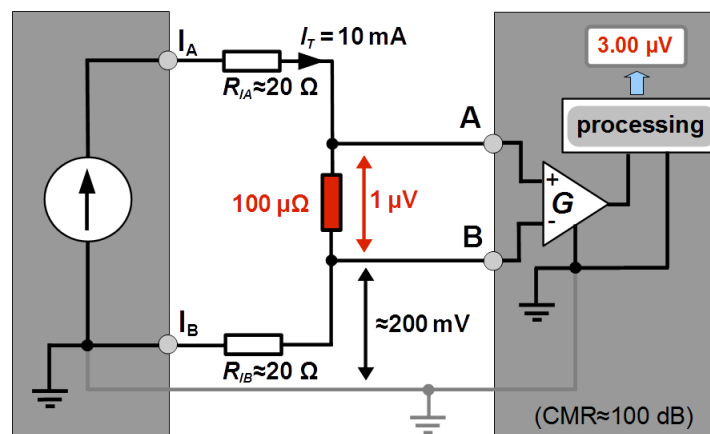 I_A
I_T = 10 mA
3.00 µV
R_IA≈20 Ω
A
processing
100 µΩ
1 µV
+
G
-
B
I_B
≈200 mV
R_IB≈20 Ω
(CMR≈100 dB)